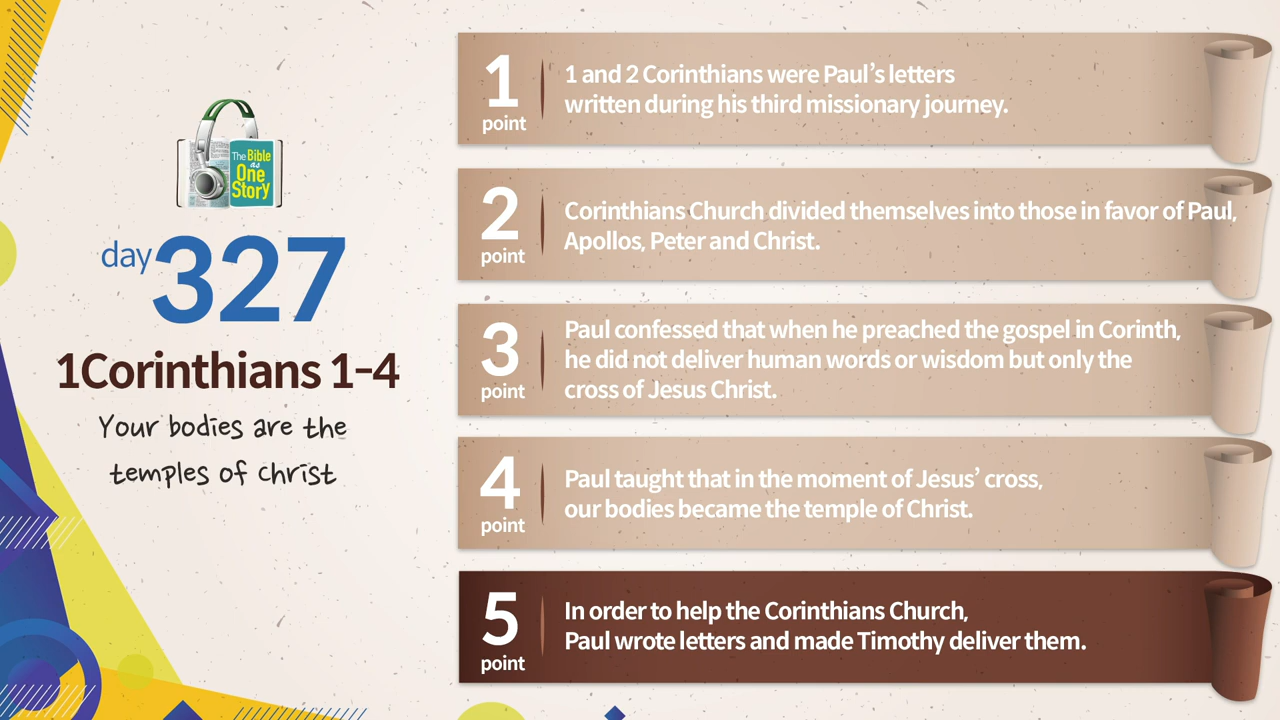 The Bible
as
One
Story
day 327
1Corinthians 1-4
Your bodies are the
temples of Christ
1
point
1 and 2 Corinthians were Paul's letters
written during his third missionary journey.
2
point
Corinthians Church divided themselves into those in favor of Paul,
Apollos, Peter and Christ.
3
point
Paul confessed that when he preached the gospel in Corinth,
he did not deliver human words or wisdom but only the
cross of Jesus Christ.
4
point
Paul taught that in the moment of Jesus' cross,
our bodies became the temple of Christ.
5
point
In order to help the Corinthians Church,
Paul wrote letters and made Timothy deliver them.